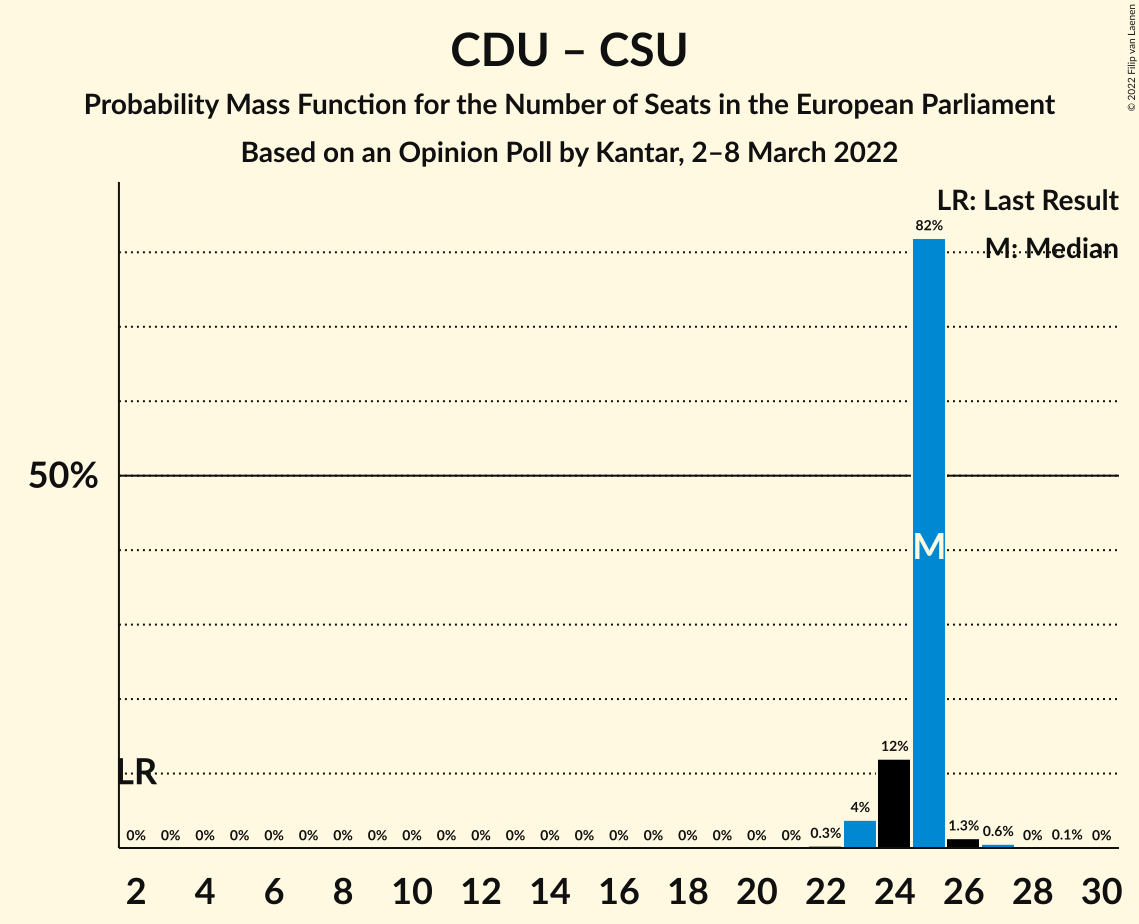 CDU – CSU
Probability Mass Function for the Number of Seats in the European Parliament
Based on an Opinion Poll by Kantar, 2–8 March 2022
© 2022 Filip van Laenen
LR: Last Result
M: Median
82%
50%
M
LR
12%
4%
0% 0% 0% 0% 0% 0% 0% 0% 0% 0% 0% 0% 0% 0% 0% 0% 0% 0% 0% 0% 0.3% 1.3% 0.6% 0% 0.1% 0%
2 4 6 8 10 12 14 16 18 20 22 24 26 28 30